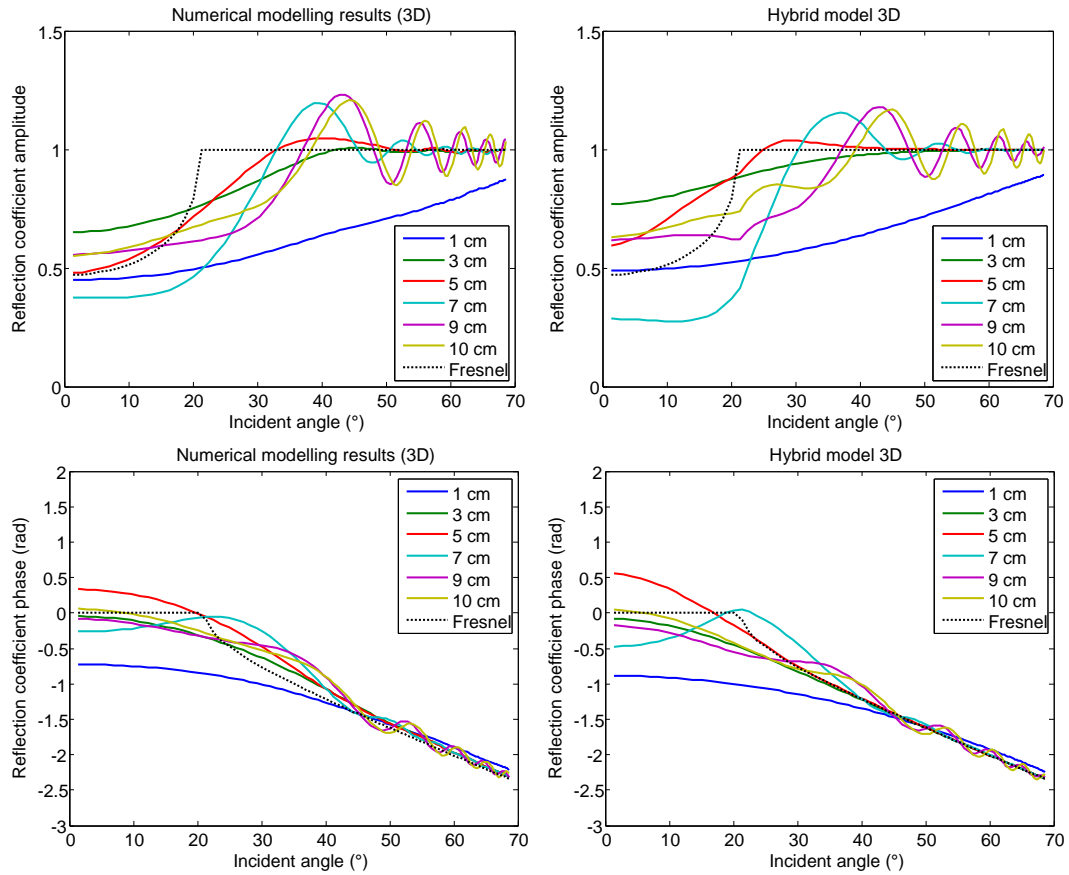 Numerical modelling results (3D)
Reflection coefficient amplitude
1.5
1
0.5
0
1 cm
3 cm
5 cm
7 cm
9 cm
10 cm
Fresnel
0 10 20 30 40 50 60 70
Incident angle (°)
Hybrid model 3D
Reflection coefficient amplitude
1.5
1
0.5
0
1 cm
3 cm
5 cm
7 cm
9 cm
10 cm
Fresnel
0 10 20 30 40 50 60 70
Incident angle (°)
Numerical modelling results (3D)
Reflection coefficient phase (rad)
2
1.5
1
0.5
0
-0.5
-1
-1.5
-2
-2.5
-3
1 cm
3 cm
5 cm
7 cm
9 cm
10 cm
Fresnel
0 10 20 30 40 50 60 70
Incident angle (°)
Hybrid model 3D
Reflection coefficient phase (rad)
2
1.5
1
0.5
0
-0.5
-1
-1.5
-2
-2.5
-3
1 cm
3 cm
5 cm
7 cm
9 cm
10 cm
Fresnel
0 10 20 30 40 50 60 70
Incident angle (°)